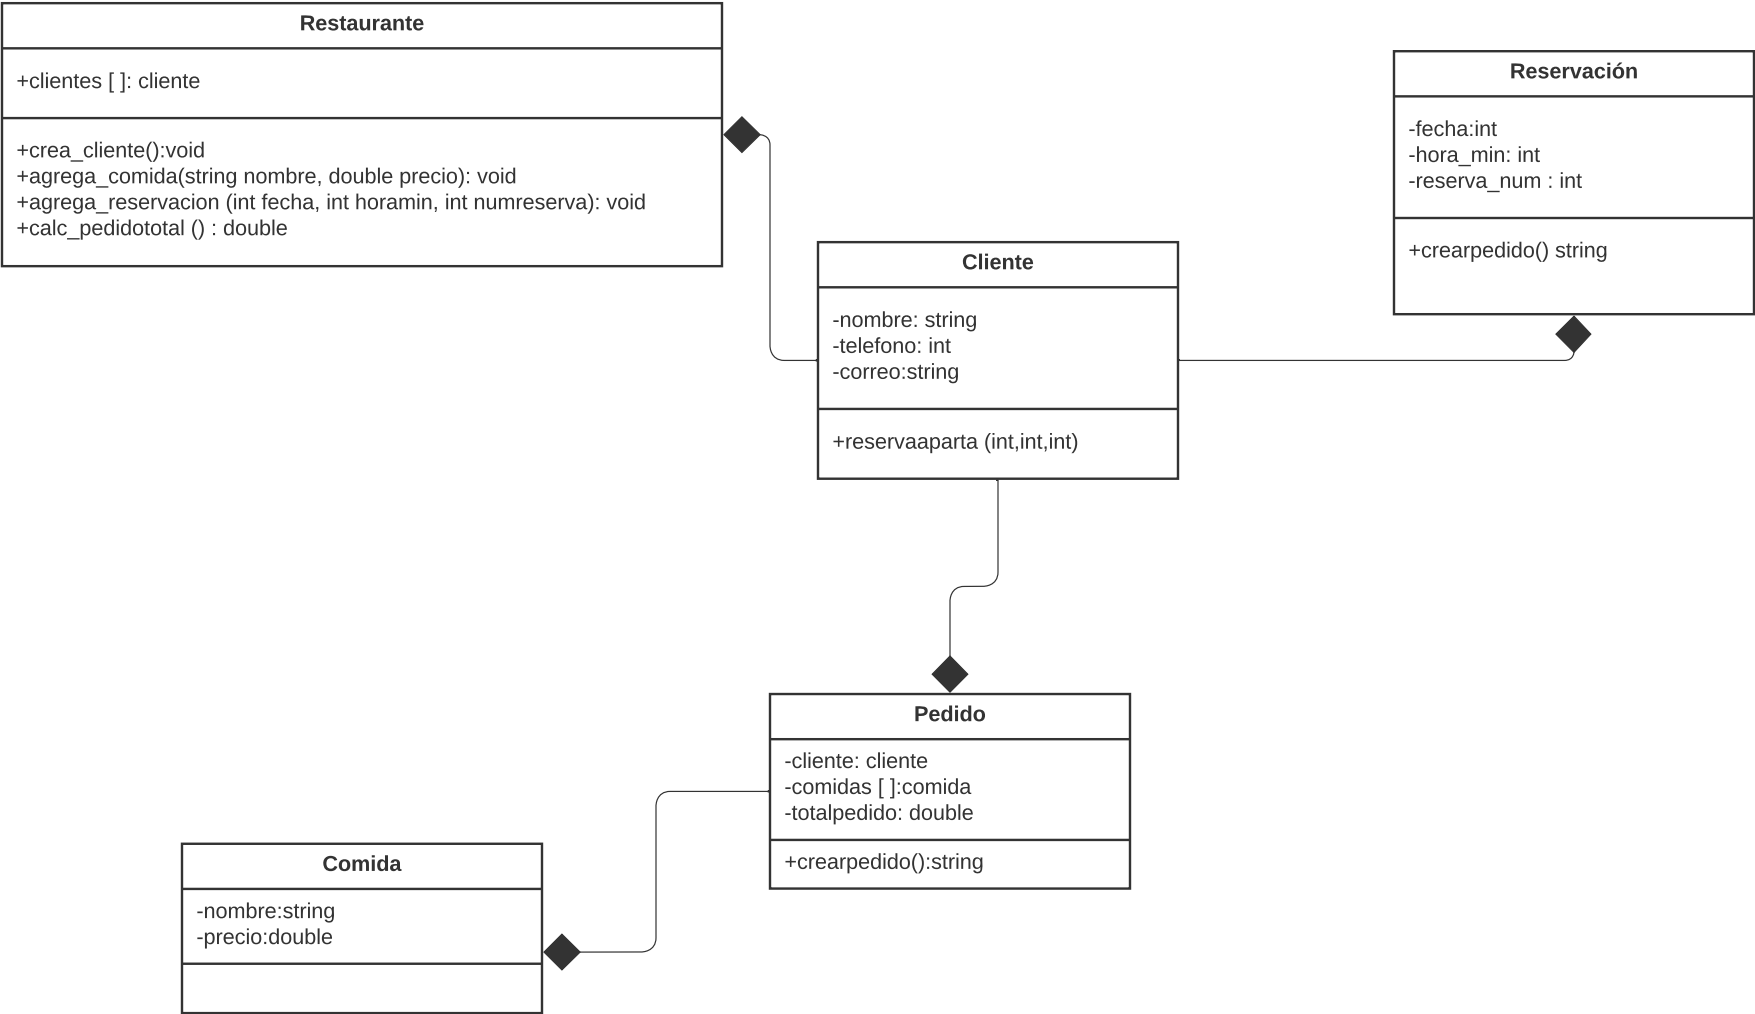 Restaurante
+clientes [ ]: cliente
+crea_cliente():void
+agrega_comida(string nombre, double precio): void
+agrega_reservacion (int fecha, int horamin, int numreserva): void
+calc_pedidototal () : double
Reservación
-fecha:int
-hora_min: int
-reserva_num : int
+crearpedido() string
Cliente
-nombre: string
-telefono: int
-correo:string
+reservaaparta (int,int,int)
Pedido
-cliente: cliente
-comidas [ ]:comida
-totalpedido: double
+crearpedido():string
Comida
-nombre:string
-precio:double